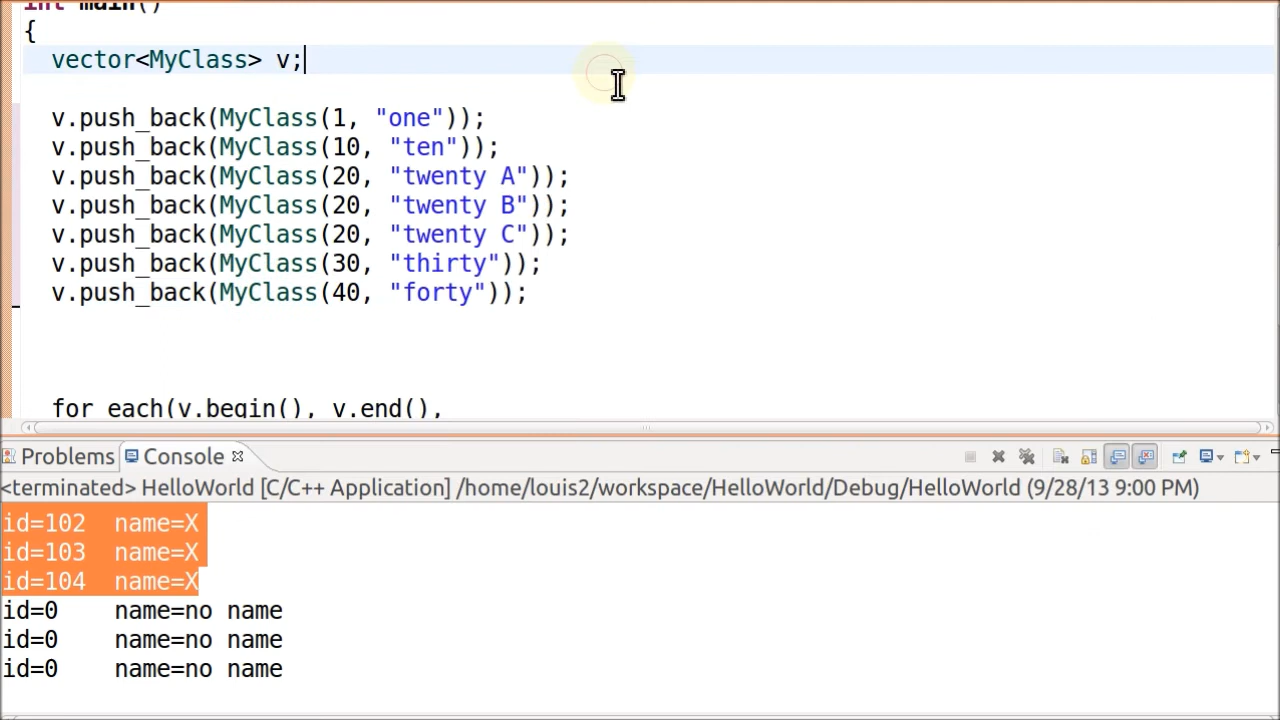 int main()
{
vector<MyClass> v;
v.push_back(MyClass(1, "one"));
v.push_back(MyClass(10, "ten"));
v.push_back(MyClass(20, "twenty A"));
v.push_back(MyClass(20, "twenty B"));
v.push_back(MyClass(20, "twenty C"));
v.push_back(MyClass(30, "thirty"));
v.push_back(MyClass(40, "forty"));
for_each(v.begin(), v.end(),
Problems Console
<terminated> HelloWorld [C/C++ Application] /home/louis2/workspace/HelloWorld/Debug/HelloWorld (9/28/13 9:00 PM)
id=102 name=X
id=103 name=X
id=104 name=X
id=0 name=no name
id=0 name=no name
id=0 name=no name